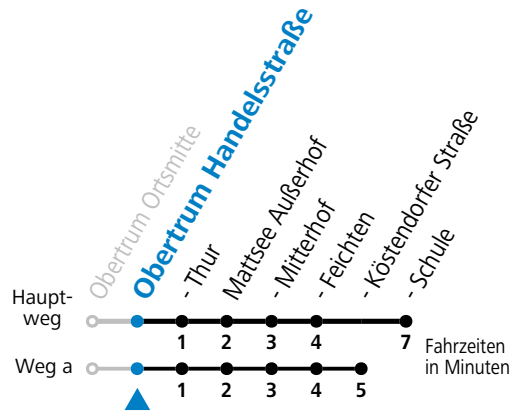 Obertrum Ortsmitte
Obertrum Handelsstraße
- Thur
Mattsee Außerhof
- Mitterhof
- Feichten
- Köstendorfer Straße
- Schule
Haupt-
weg
1 2 3 4 7
Fahrzeiten
in Minuten
Weg a
1 2 3 4 5